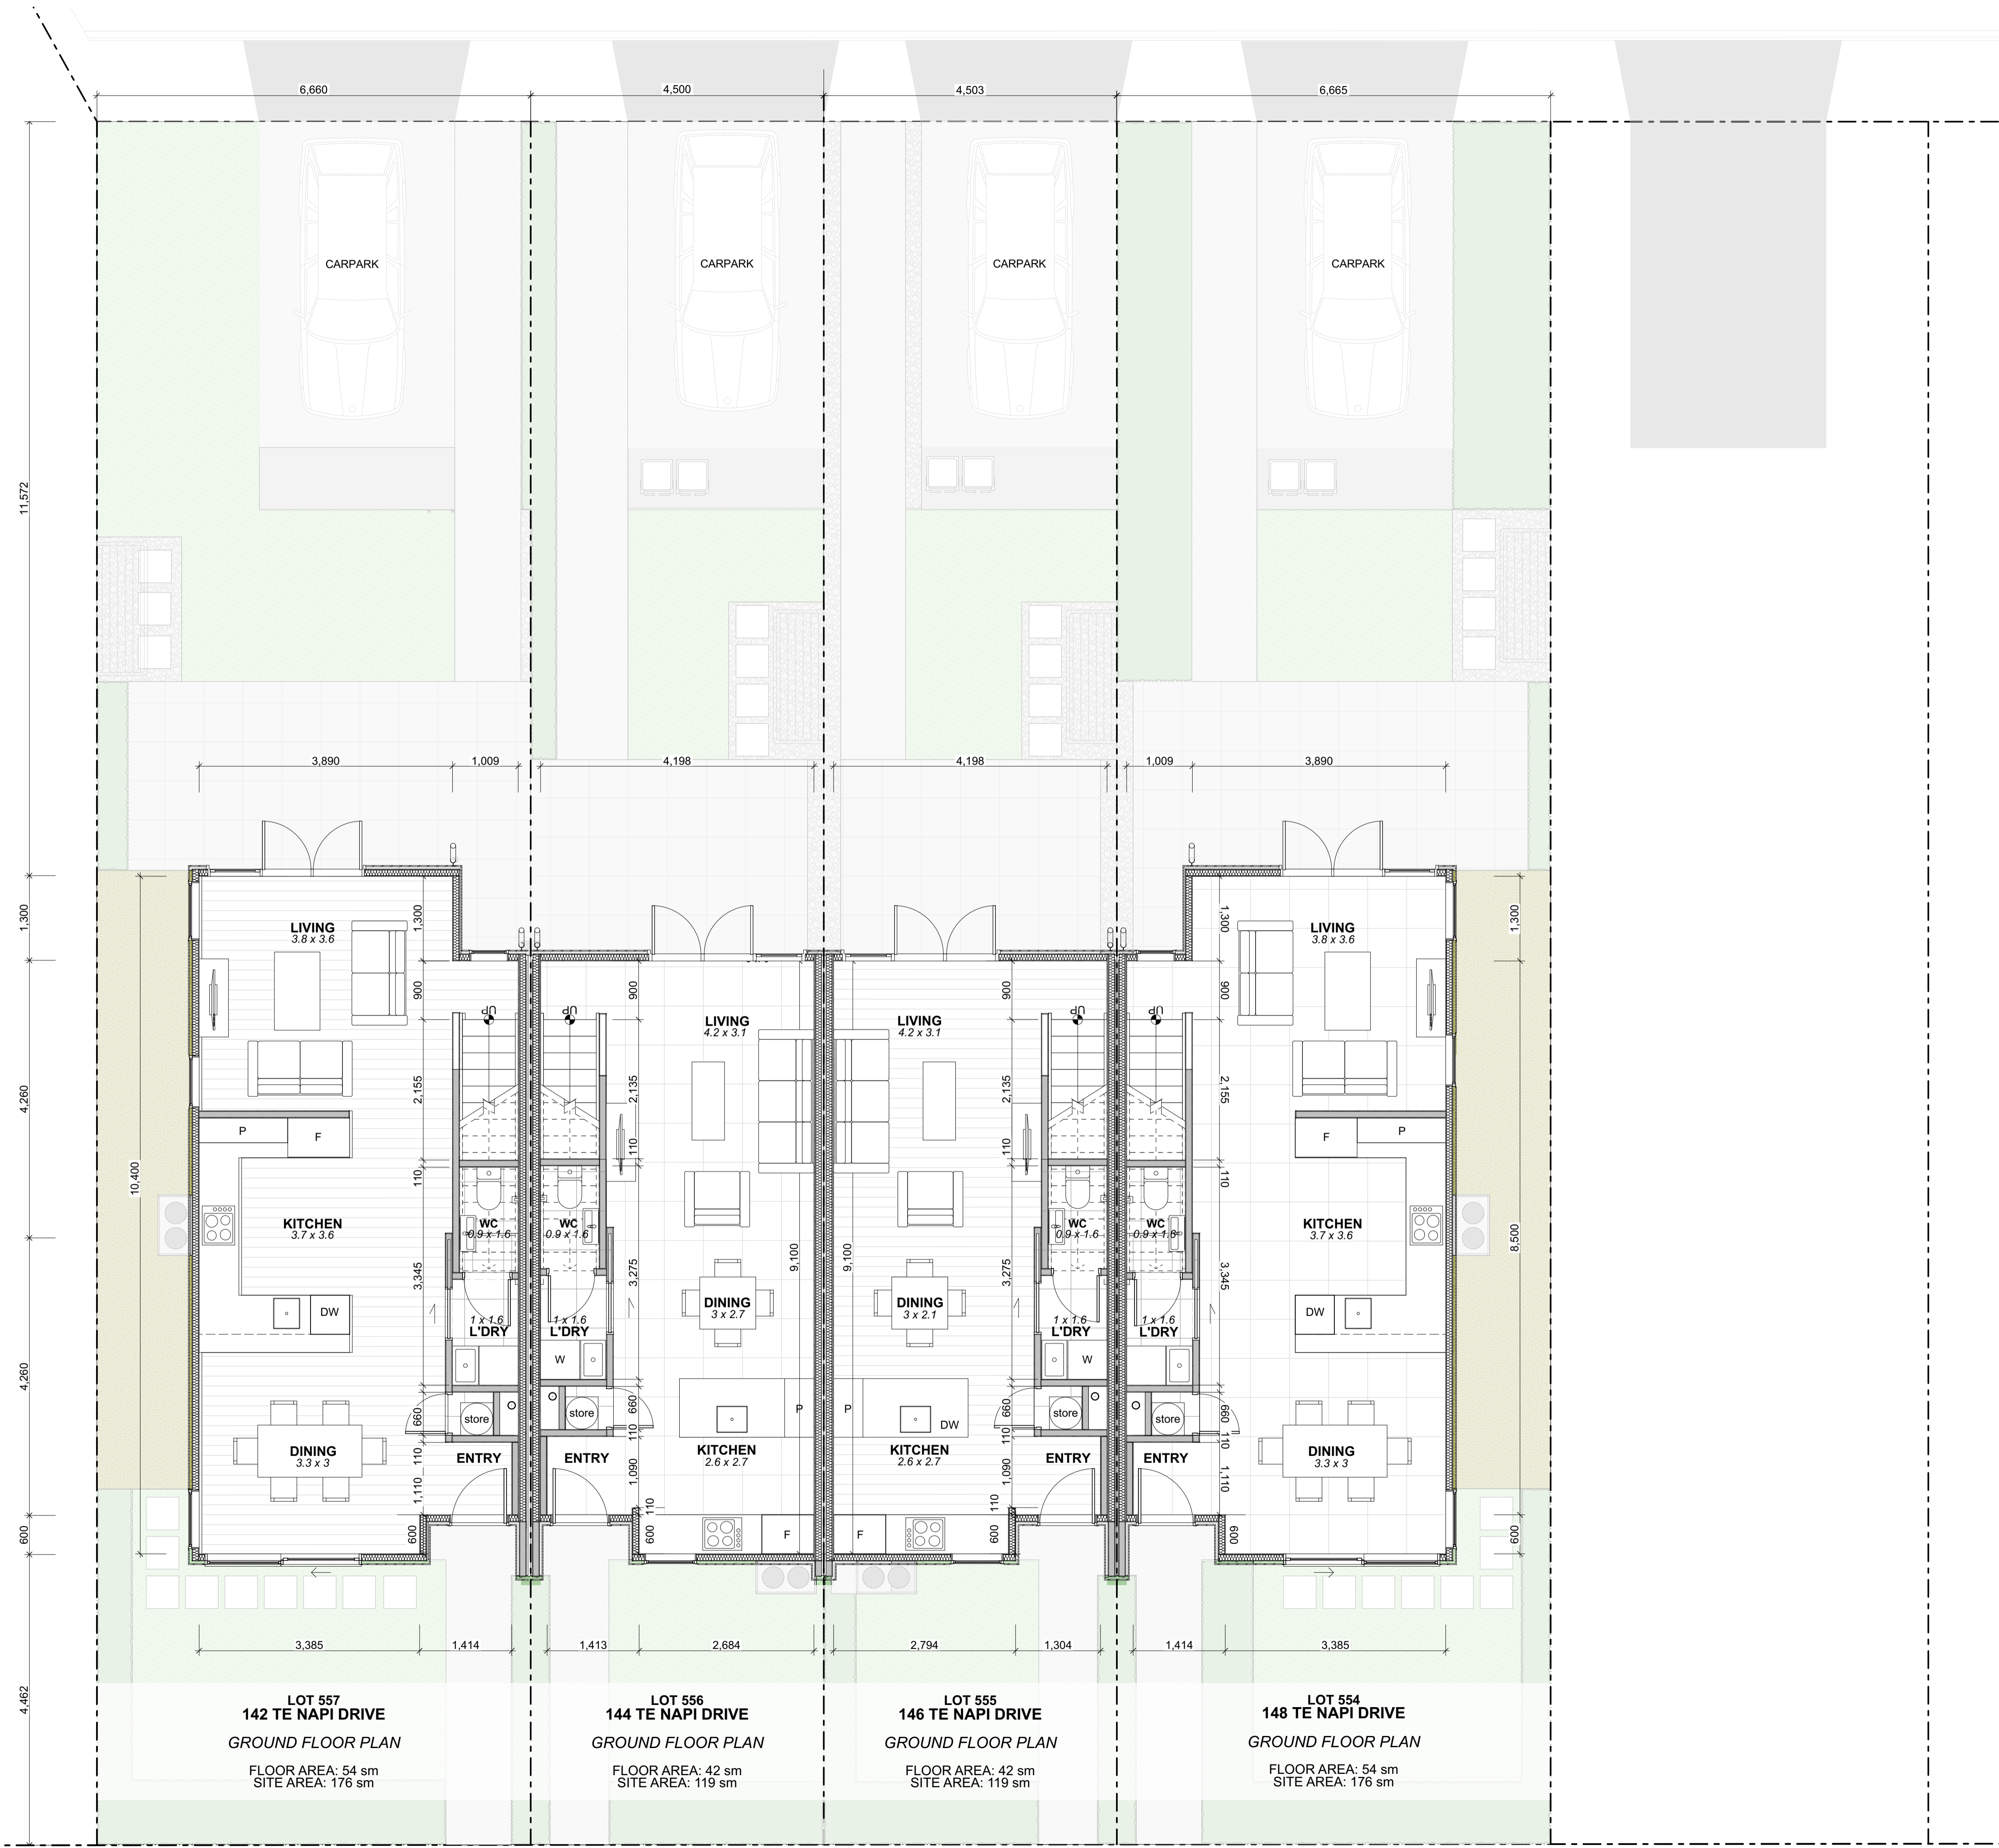 6,660
4,500
4,503
6,665
CARPARK
CARPARK
CARPARK
CARPARK
11,572
3,890
1,009
4,198
4,198
1,009
3,890
1,300
4,260
4,260
600
4,462
10,400
LIVING
3.8 x 3.6
1,300
900
UP
2,155
P
F
110
KITCHEN
3.7 x 3.6
WC
0.9 x 1.6
3,345
DW
1 x 1.6
L'DRY
660
store
110
DINING
3.3 x 3
ENTRY
1,110
600
900
UP
LIVING
4.2 x 3.1
2,135
110
WC
0.9 x 1.6
3,275
9,100
DINING
3 x 2.7
1 x 1.6
L'DRY
W
660
store
P
110
KITCHEN
2.6 x 2.7
ENTRY
1,090
110
600
F
LIVING
4.2 x 3.1
900
UP
2,135
110
WC
0.9 x 1.6
9,100
3,275
DINING
3 x 2.1
1 x 1.6
L'DRY
W
P
660
store
DW
110
KITCHEN
2.6 x 2.7
ENTRY
1,090
110
600
F
LIVING
3.8 x 3.6
1,300
1,300
900
UP
2,155
F
P
110
WC
0.9 x 1.6
KITCHEN
3.7 x 3.6
8,500
3,345
DW
1 x 1.6
L'DRY
660
store
110
ENTRY
DINING
3.3 x 3
1,110
600
600
3,385
1,414
1,413
2,684
2,794
1,304
1,414
3,385
LOT 557
142 TE NAPI DRIVE
GROUND FLOOR PLAN
FLOOR AREA: 54 sm
SITE AREA: 176 sm
LOT 556
144 TE NAPI DRIVE
GROUND FLOOR PLAN
FLOOR AREA: 42 sm
SITE AREA: 119 sm
LOT 555
146 TE NAPI DRIVE
GROUND FLOOR PLAN
FLOOR AREA: 42 sm
SITE AREA: 119 sm
LOT 554
148 TE NAPI DRIVE
GROUND FLOOR PLAN
FLOOR AREA: 54 sm
SITE AREA: 176 sm